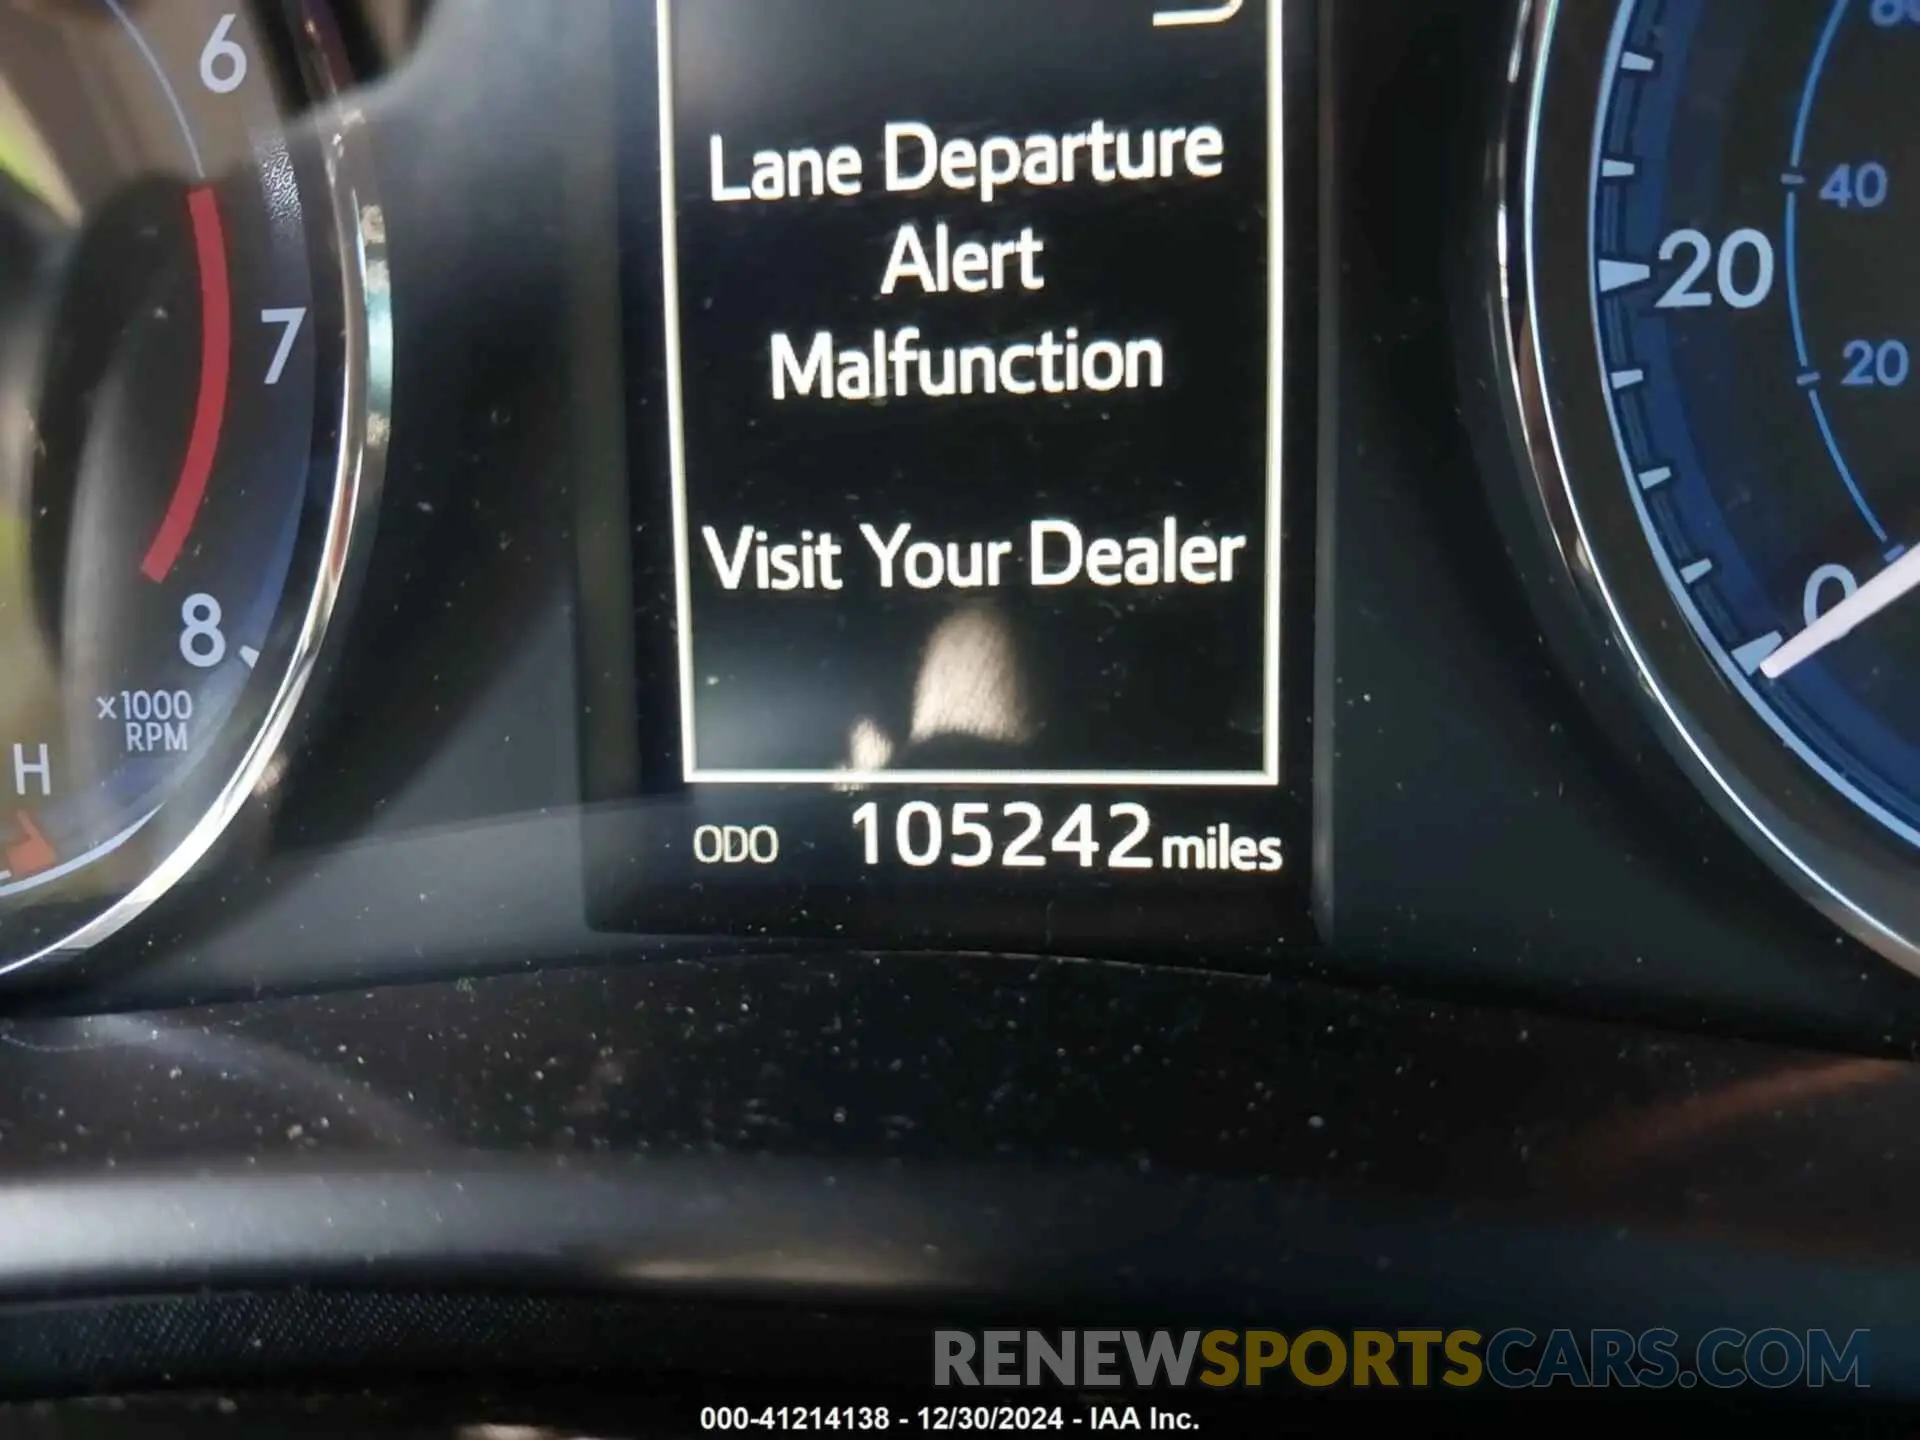 6
7
8
x1000
RPM
H
Lane Departure
Alert
Malfunction
Visit Your Dealer
ODO 105242 miles
40
20
20
0
RENEWSPORTSCARS.COM
000-41214138 - 12/30/2024 - IAA Inc.